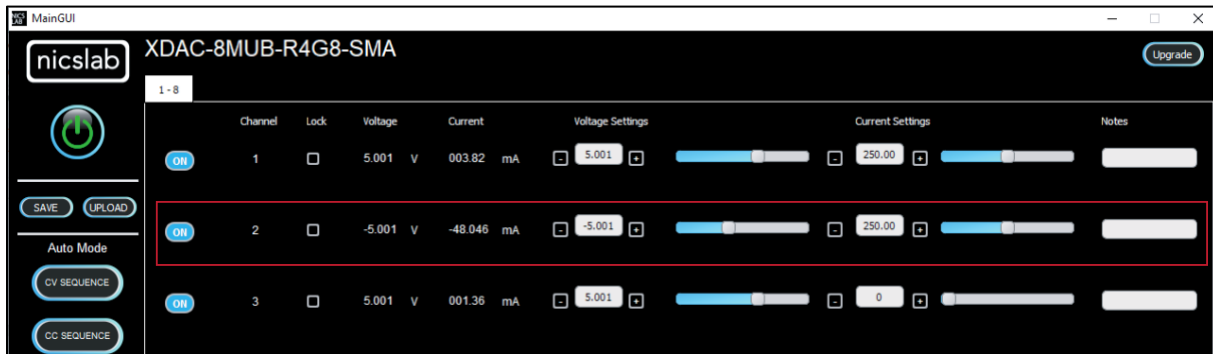 NICS LAB MainGUI
nicslab XDAC-8MUB-R4G8-SMA Upgrade
1 - 8
Channel Lock Voltage Current Voltage Settings Current Settings Notes
ON 1 5.001 V 003.82 mA - 5.001 + - 250.00 +
SAVE UPLOAD
ON 2 -5.001 V -48.046 mA - -5.001 + - 250.00 +
Auto Mode
CV SEQUENCE
ON 3 5.001 V 001.36 mA - 5.001 + - 0 +
CC SEQUENCE